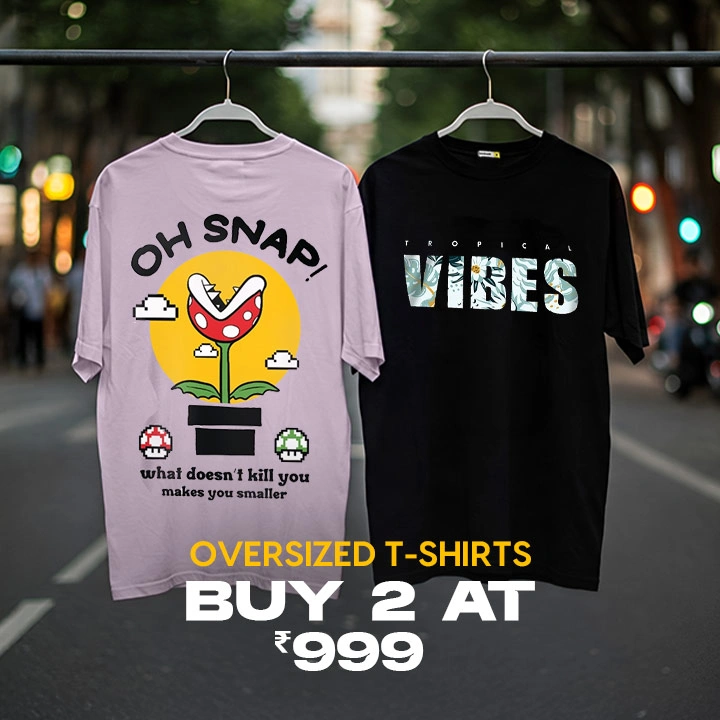 OH SNAP!
what doesn't kill you
makes you smaller
TROPICAL
VIBES
OVERSIZED T-SHIRTS
BUY 2 AT
₹999